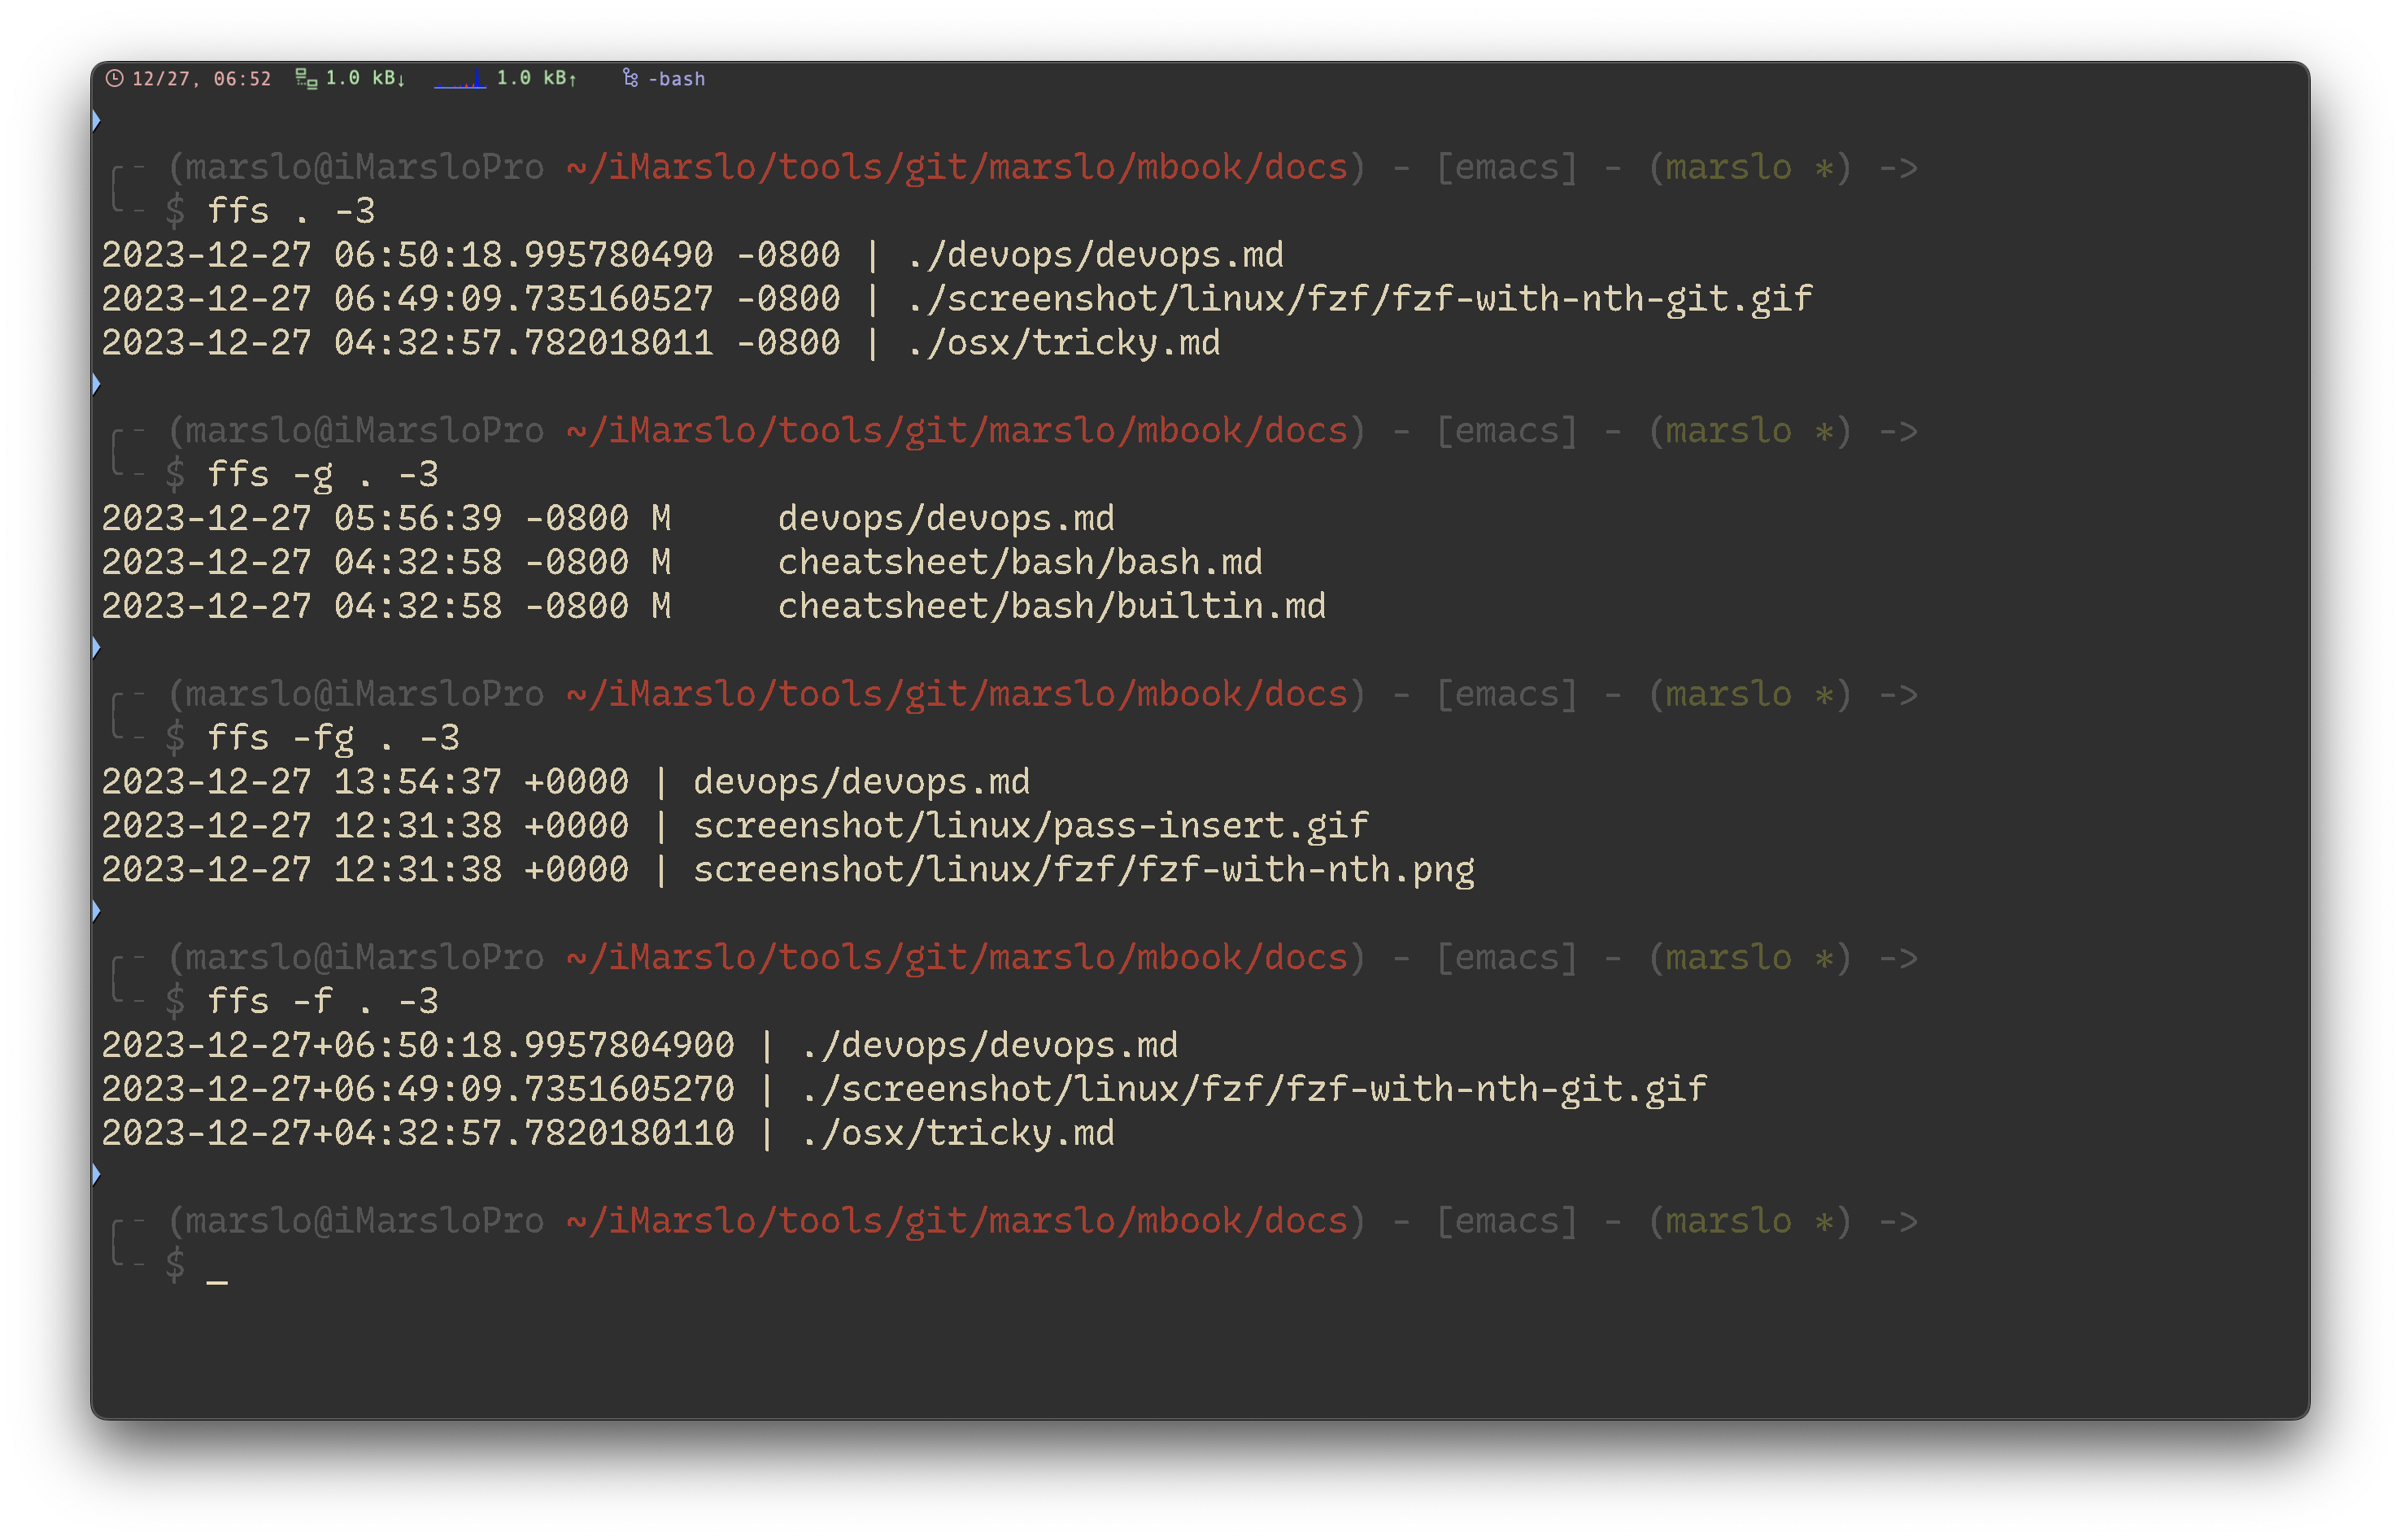 12/27, 06:52 1.0 kB↓ 1.0 kB↑ -bash
(marslo@iMarsloPro ~/iMarslo/tools/git/marslo/mbook/docs) - [emacs] - (marslo *) ->
$ ffs . -3
2023-12-27 06:50:18.995780490 -0800 | ./devops/devops.md
2023-12-27 06:49:09.735160527 -0800 | ./screenshot/linux/fzf/fzf-with-nth-git.gif
2023-12-27 04:32:57.782018011 -0800 | ./osx/tricky.md
(marslo@iMarsloPro ~/iMarslo/tools/git/marslo/mbook/docs) - [emacs] - (marslo *) ->
$ ffs -g . -3
2023-12-27 05:56:39 -0800 M     devops/devops.md
2023-12-27 04:32:58 -0800 M     cheatsheet/bash/bash.md
2023-12-27 04:32:58 -0800 M     cheatsheet/bash/builtin.md
(marslo@iMarsloPro ~/iMarslo/tools/git/marslo/mbook/docs) - [emacs] - (marslo *) ->
$ ffs -fg . -3
2023-12-27 13:54:37 +0000 | devops/devops.md
2023-12-27 12:31:38 +0000 | screenshot/linux/pass-insert.gif
2023-12-27 12:31:38 +0000 | screenshot/linux/fzf/fzf-with-nth.png
(marslo@iMarsloPro ~/iMarslo/tools/git/marslo/mbook/docs) - [emacs] - (marslo *) ->
$ ffs -f . -3
2023-12-27+06:50:18.9957804900 | ./devops/devops.md
2023-12-27+06:49:09.7351605270 | ./screenshot/linux/fzf/fzf-with-nth-git.gif
2023-12-27+04:32:57.7820180110 | ./osx/tricky.md
(marslo@iMarsloPro ~/iMarslo/tools/git/marslo/mbook/docs) - [emacs] - (marslo *) ->
$ _